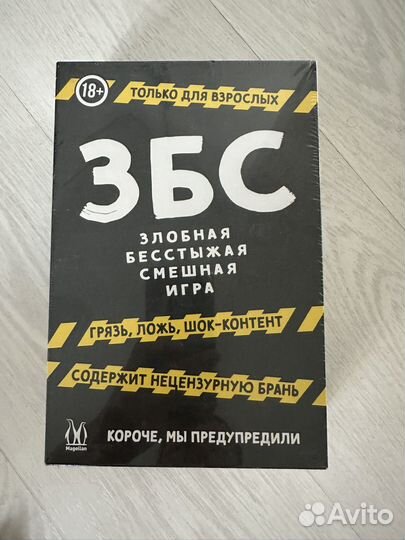 18+ ТОЛЬКО ДЛЯ ВЗРОСЛЫХ
ЗБС
ЗЛОБНАЯ
БЕССТЫЖАЯ
СМЕШНАЯ
ИГРА
ГРЯЗЬ, ЛОЖЬ, ШОК-КОНТЕНТ
СОДЕРЖИТ НЕЦЕНЗУРНУЮ БРАНЬ
КОРОЧЕ, МЫ ПРЕДУПРЕДИЛИ
Magellan
Avito